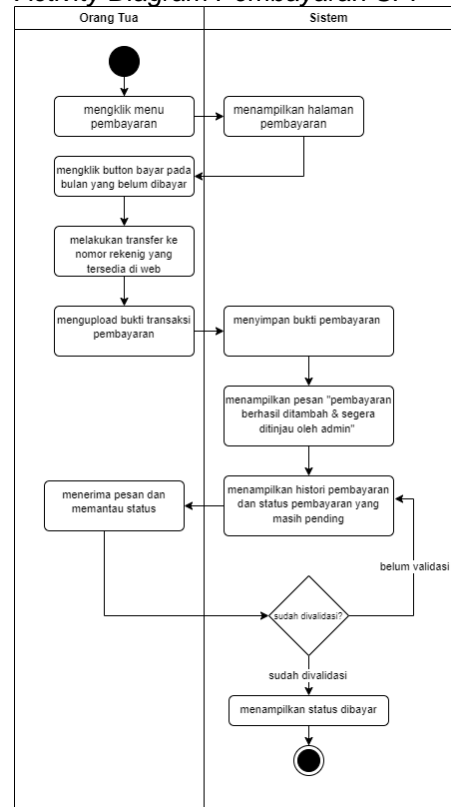 Activity Diagram Pembayaran SPP
Orang Tua
Sistem
mengklik menu
pembayaran
menampilkan halaman
pembayaran
mengklik button bayar pada
bulan yang belum dibayar
melakukan transfer ke
nomor rekenig yang
tersedia di web
mengupload bukti transaksi
pembayaran
menyimpan bukti pembayaran
menampilkan pesan "pembayaran
berhasil ditambah & segera
ditinjau oleh admin"
menampilkan histori pembayaran
dan status pembayaran yang
masih pending
menerima pesan dan
memantau status
belum validasi
sudah divalidasi?
sudah divalidasi
menampilkan status dibayar